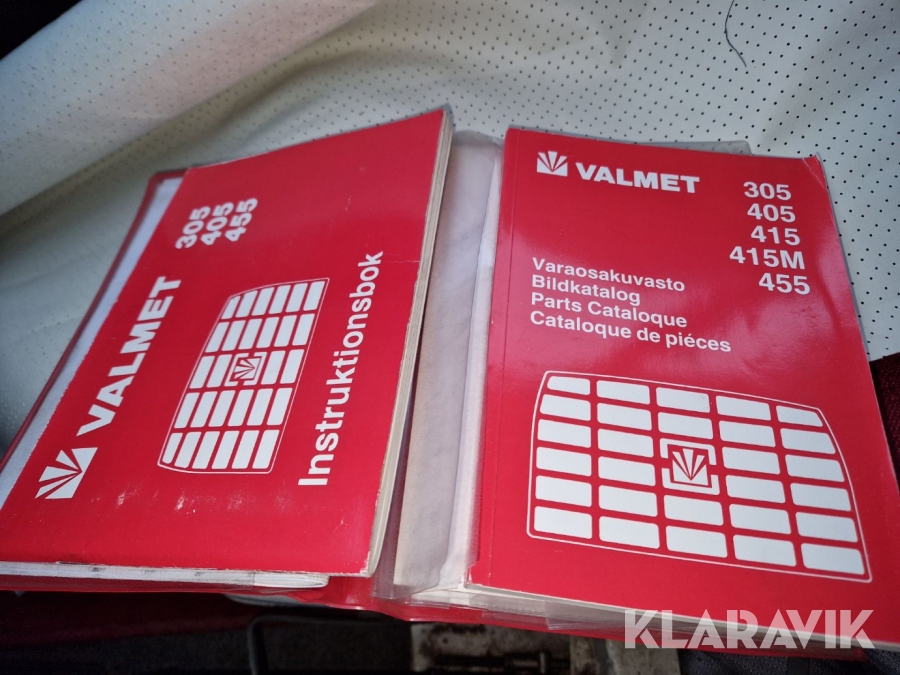 VALMET
305
405
455
Instruktionsbok
VALMET
305
405
415
415M
455
Varaosakuvasto
Bildkatalog
Parts Cataloque
Cataloque de piéces
KLARAVIK